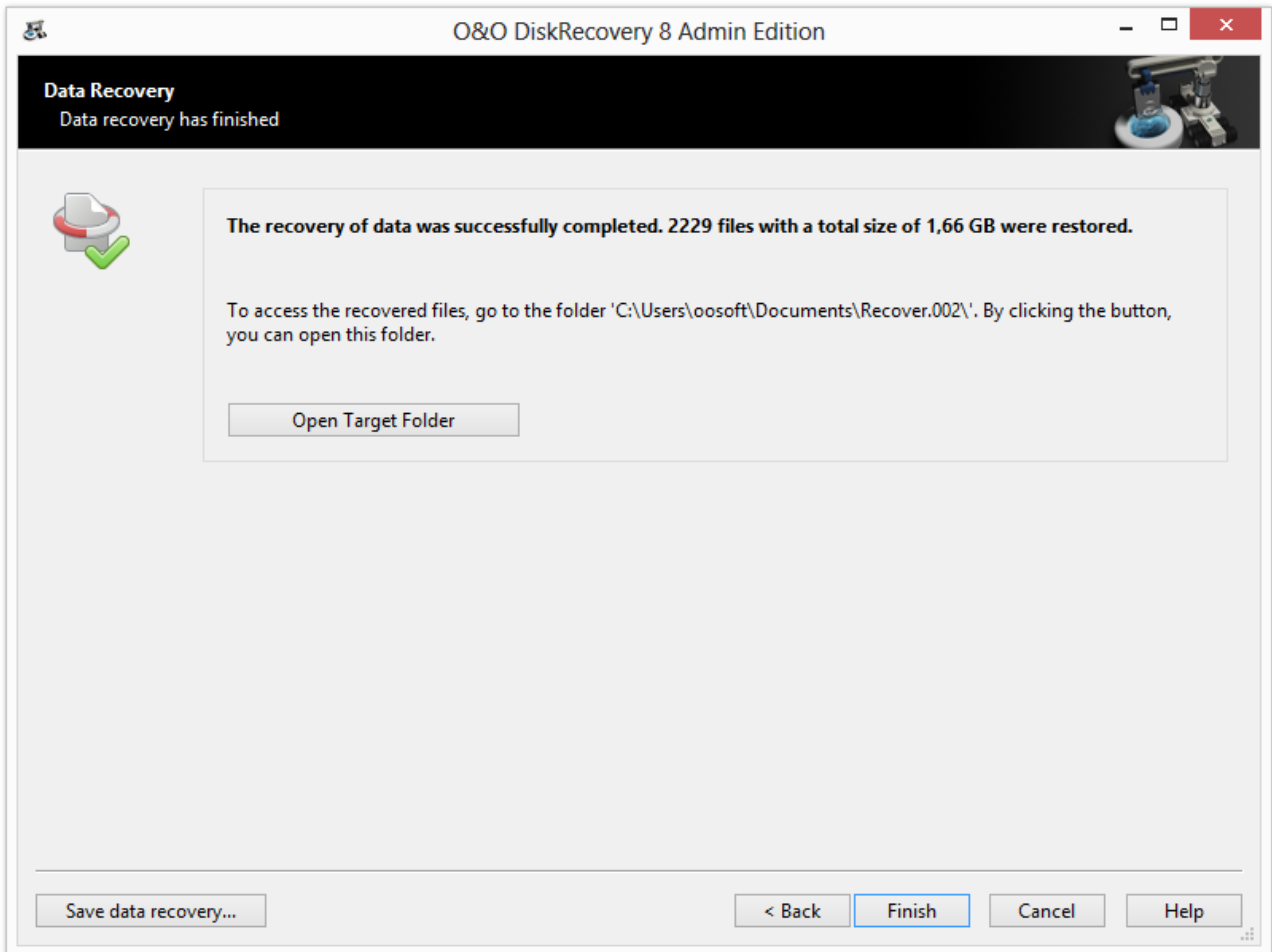 O&O DiskRecovery 8 Admin Edition
Data Recovery
Data recovery has finished
The recovery of data was successfully completed. 2229 files with a total size of 1,66 GB were restored.
To access the recovered files, go to the folder 'C:\Users\oosoft\Documents\Recover.002\'. By clicking the button,
you can open this folder.
Open Target Folder
Save data recovery...
< Back
Finish
Cancel
Help